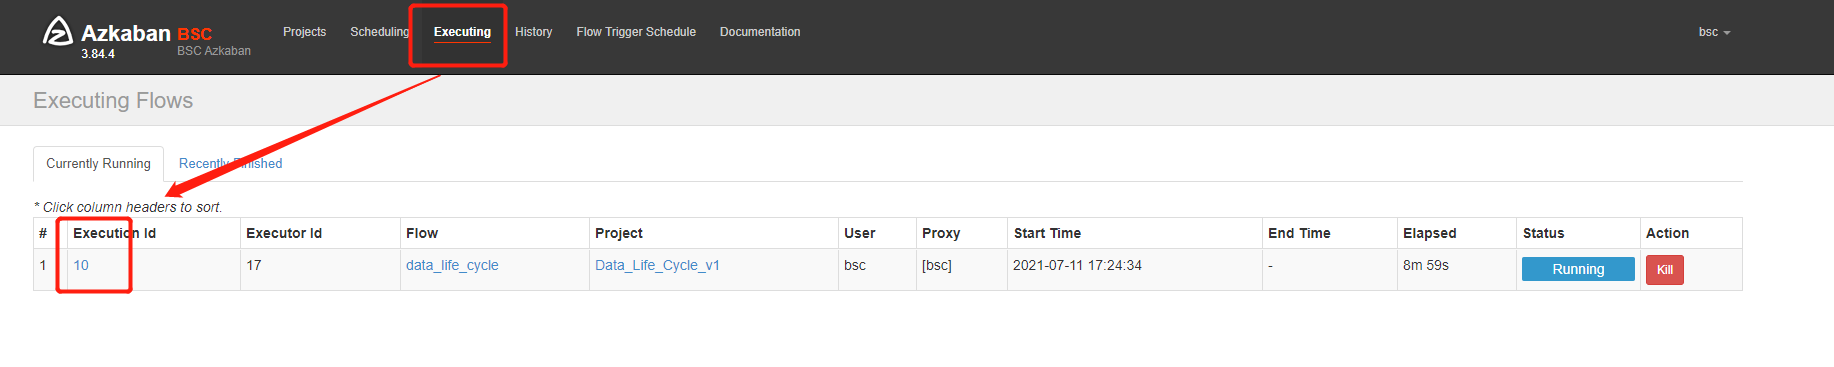 Azkaban BSC Projects Scheduling Executing History Flow Trigger Schedule Documentation bsc
3.84.4 BSC Azkaban
Executing Flows
Currently Running Recently Finished
* Click column headers to sort.
# Execution Id Executor Id Flow Project User Proxy Start Time End Time Elapsed Status Action
1 10 17 data_life_cycle Data_Life_Cycle_v1 bsc [bsc] 2021-07-11 17:24:34 - 8m 59s Running Kill